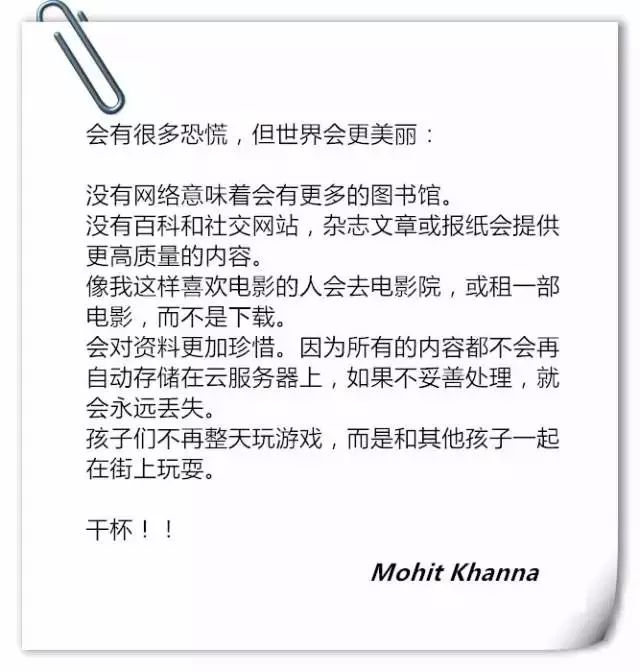 会有很多恐慌，但世界会更美丽：
没有网络意味着会有更多的图书馆。
没有百科和社交网站，杂志文章或报纸会提供
更高质量的内容。
像我这样喜欢电影的人会去电影院，或租一部
电影，而不是下载。
会对资料更加珍惜。因为所有的内容都不会再
自动存储在云服务器上，如果不妥善处理，就
会永远丢失。
孩子们不再整天玩游戏，而是和其他孩子一起
在街上玩耍。
干杯！！
Mohit Khanna